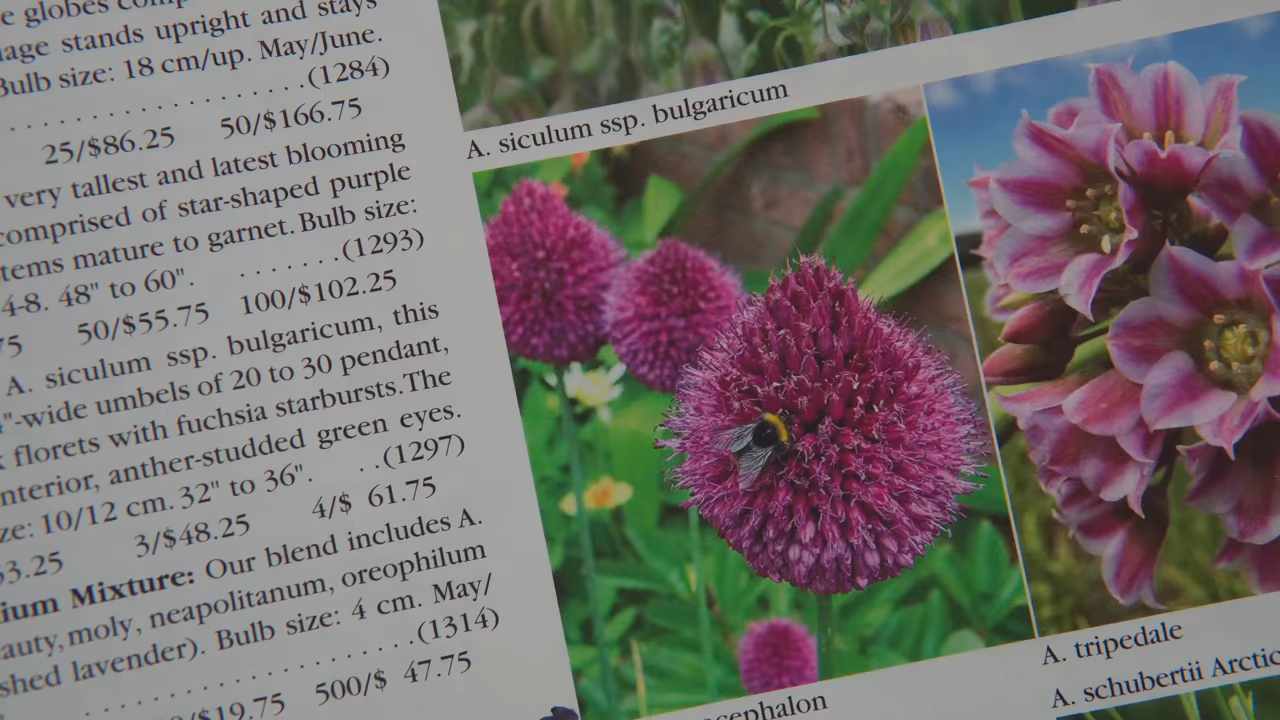 e globes
age stands upright and stays
Bulb size: 18 cm/up. May/June.
. . . . . . . . . . . . . . . . . . .(1284)
25/$86.25 50/$166.75
very tallest and latest blooming
comprised of star-shaped purple
tems mature to garnet. Bulb size:
4-8. 48" to 60". . . . . . . .(1293)
75 50/$55.75 100/$102.25
A. siculum ssp. bulgaricum, this
"-wide umbels of 20 to 30 pendant,
florets with fuchsia starbursts. The
nterior, anther-studded green eyes.
ze: 10/12 cm. 32" to 36". . .(1297)
3.25 3/$48.25 4/$ 61.75
ium Mixture: Our blend includes A.
auty, moly, neapolitanum, oreophilum
shed lavender). Bulb size: 4 cm. May/
. . . . . . . . . . . . . . . . . . .(1314)
/$19.75 500/$ 47.75
A. siculum ssp. bulgaricum
ocephalon
A. tripedale
A. schubertii Arctic